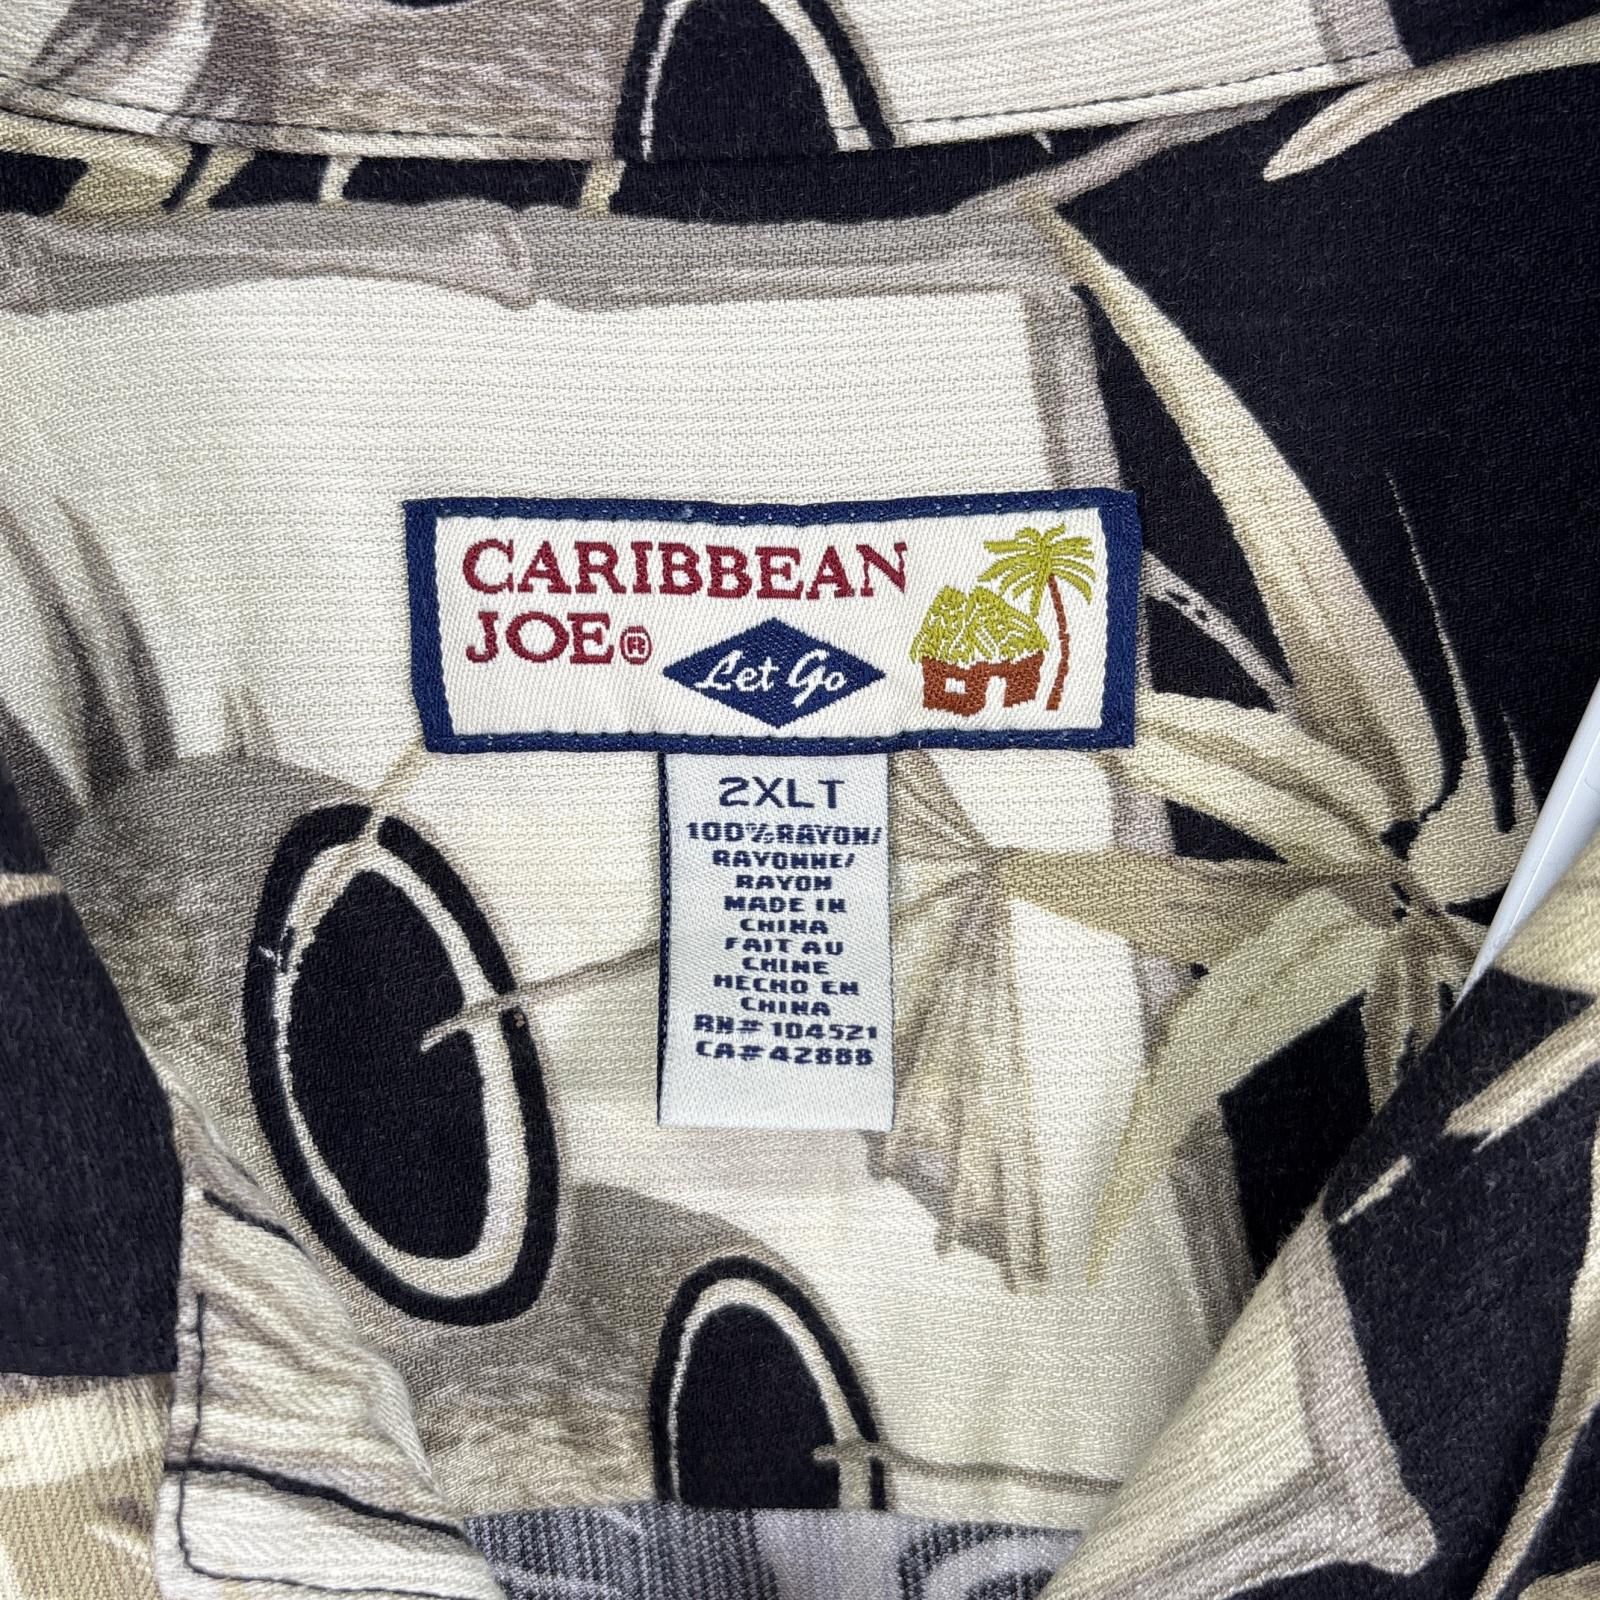 CARIBBEAN
JOE®
Let Go
2XLT
100%RAYON/
RAYONNE/
RAYON
MADE IN
CHINA
FAIT AU
CHINE
HECHO EN
CHINA
RN# 104521
CA# 42888